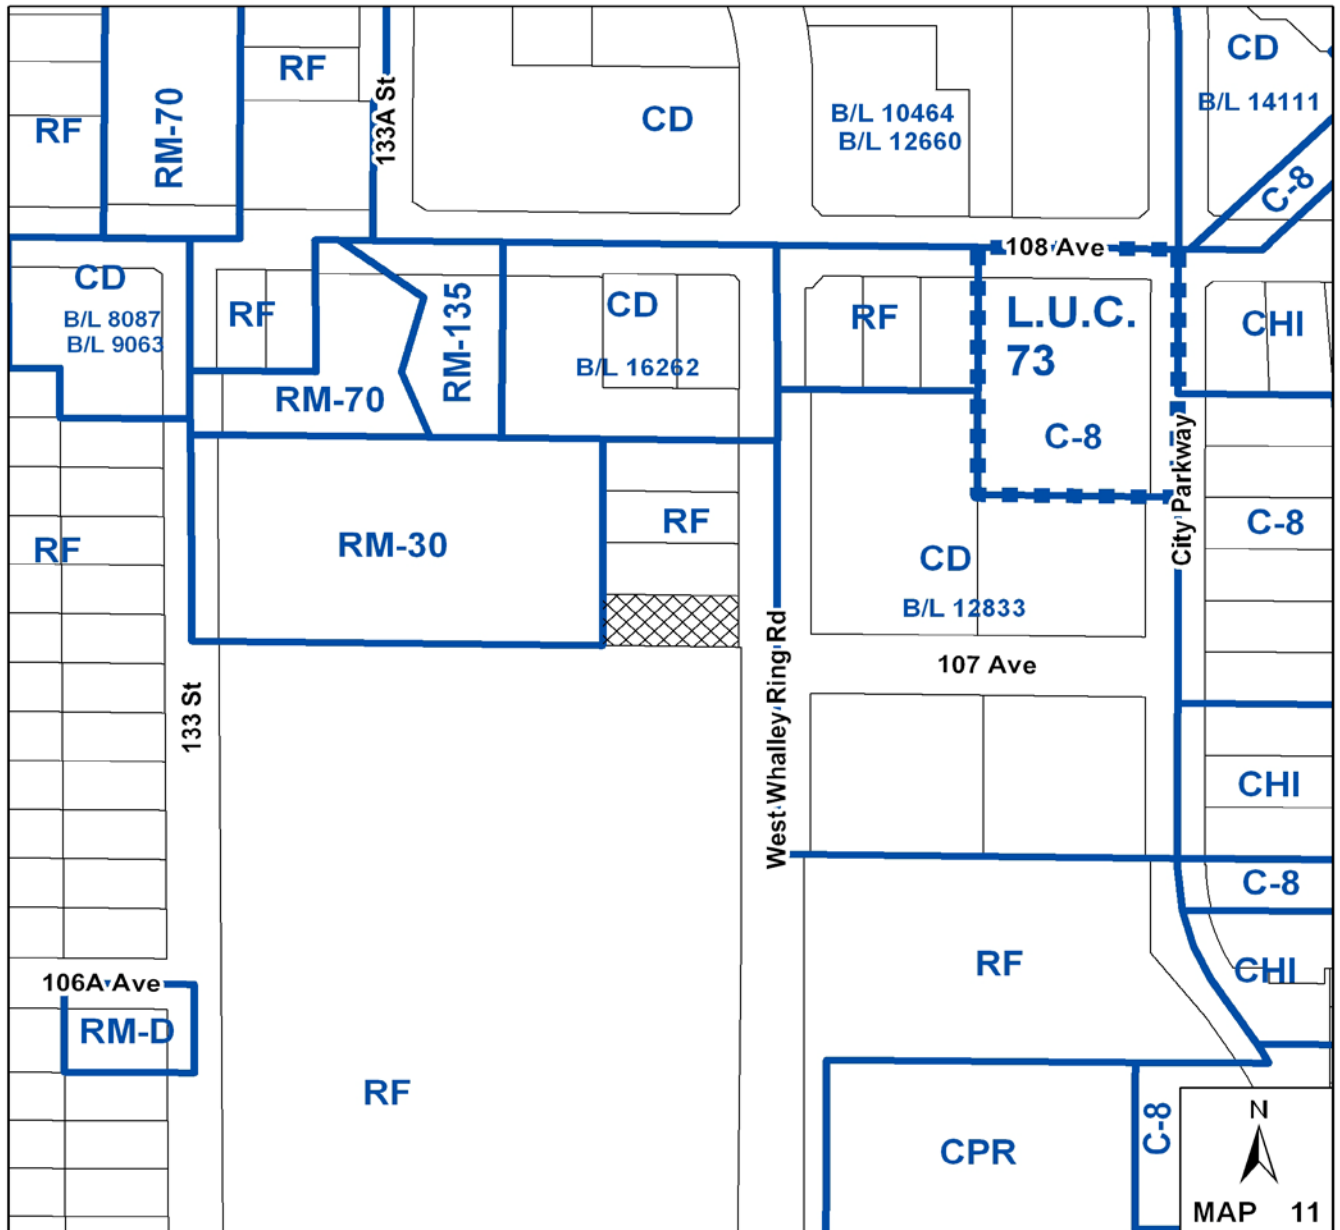 CD
RF
RM-70
133A St
CD
B/L 14111
B/L 10464
B/L 12660
RF
C-8
108 Ave
CD
B/L 8087
B/L 9063
RF
RM-135
CD
B/L 16262
RF
L.U.C.
73
CHI
RM-70
C-8
City Parkway
RF
RM-30
RF
CD
B/L 12833
C-8
107 Ave
133 St
West Whalley Ring Rd
CHI
C-8
RF
CHI
106A Ave
RM-D
RF
CPR
C-8
N
MAP 11